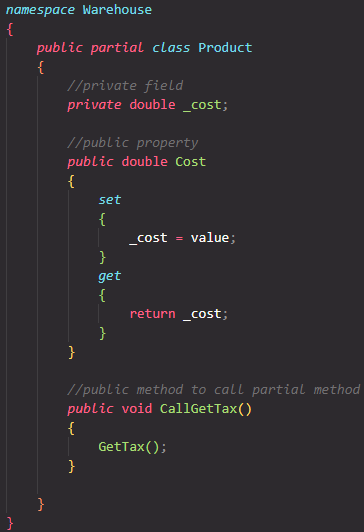 namespace Warehouse
{
    public partial class Product
    {
        //private field
        private double _cost;

        //public property
        public double Cost
        {
            set
            {
                _cost = value;
            }
            get
            {
                return _cost;
            }
        }

        //public method to call partial method
        public void CallGetTax()
        {
            GetTax();
        }

    }
}